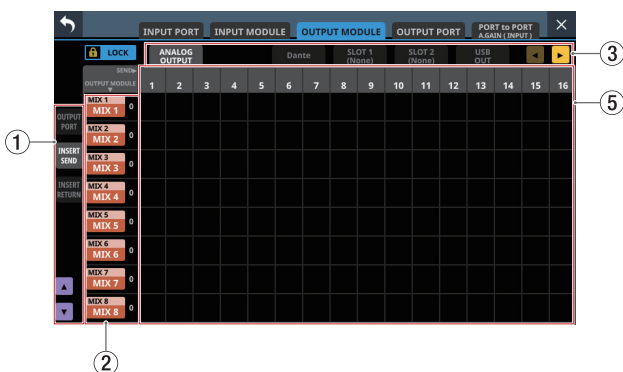 INPUT PORT INPUT MODULE OUTPUT MODULE OUTPUT PORT PORT to PORT A.GAIN ( INPUT ) ×
LOCK ANALOG OUTPUT Dante SLOT 1 (None) SLOT 2 (None) USB OUT ◄ ► 3
SEND▶
OUTPUT MODULE ▼ 1 2 3 4 5 6 7 8 9 10 11 12 13 14 15 16 5
1 OUTPUT PORT
INSERT SEND
INSERT RETURN
▲
▼
MIX 1
MIX 1 0
MIX 2
MIX 2 0
MIX 3
MIX 3 0
MIX 4
MIX 4 0
MIX 5
MIX 5 0
MIX 6
MIX 6 0
MIX 7
MIX 7 0
MIX 8
MIX 8 0
2